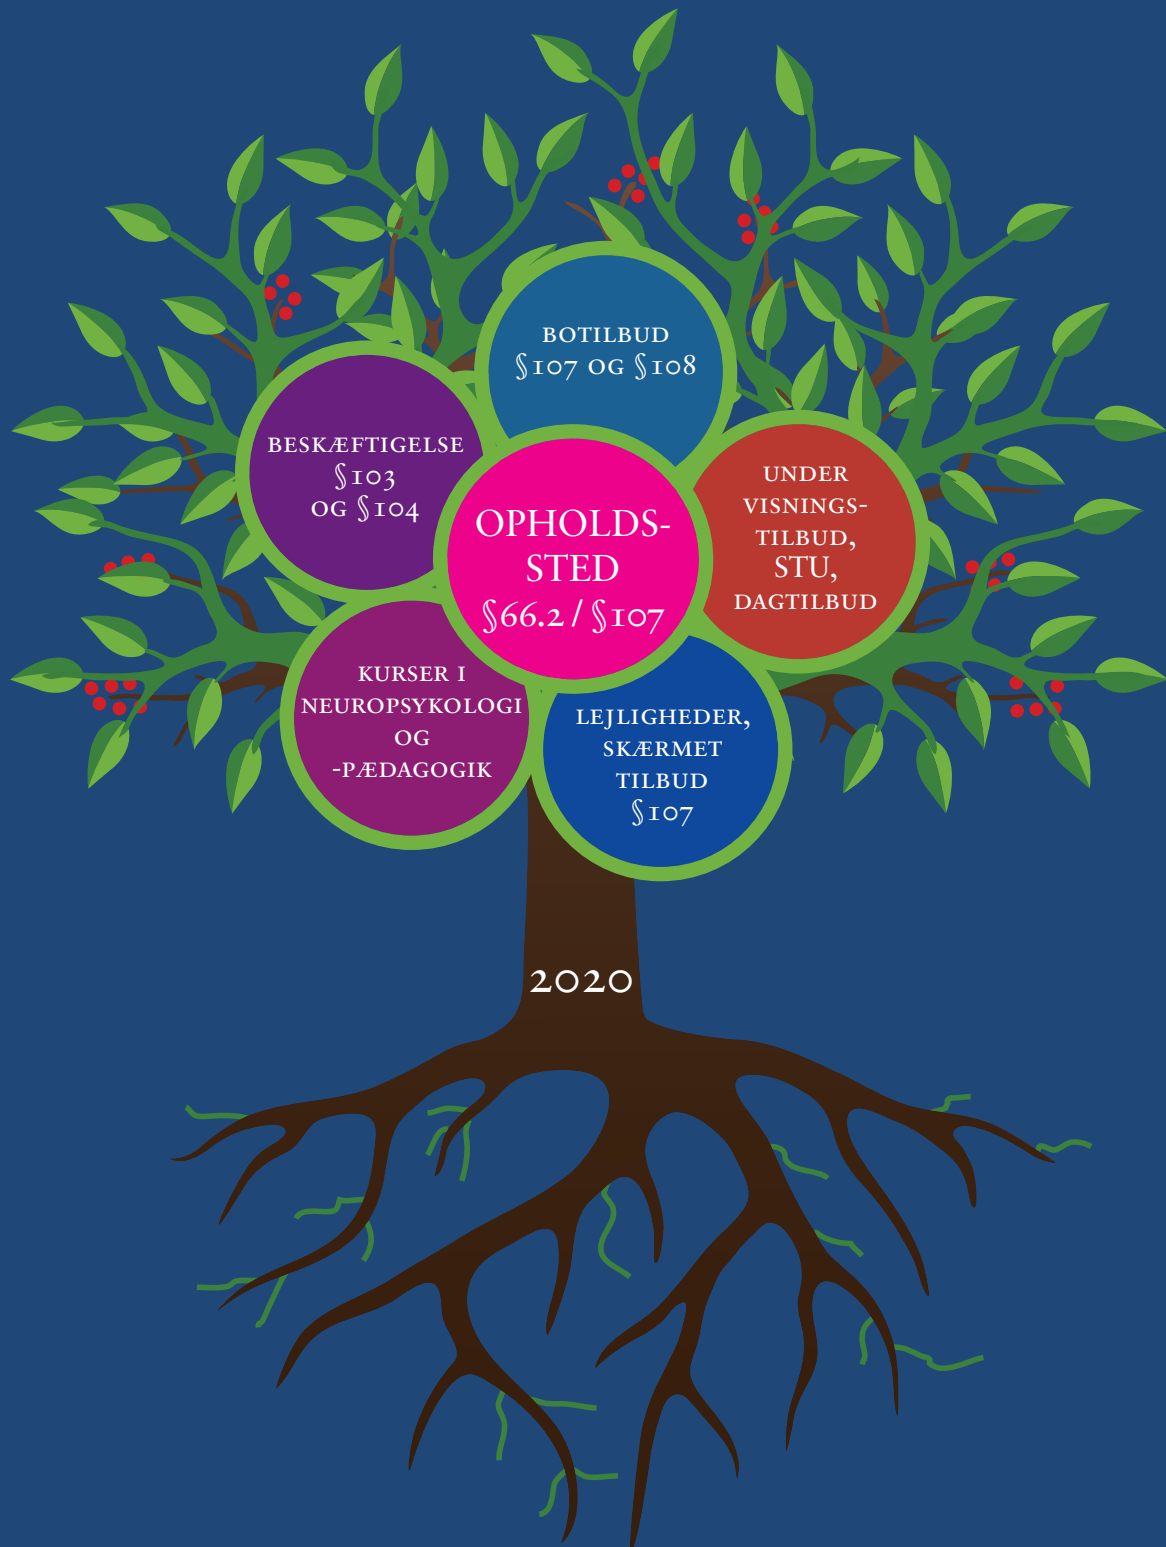 BOTILBUD
§107 OG §108
BESKÆFTIGELSE
§103
OG §104
OPHOLDS-
STED
§66.2 / §107
UNDER
VISNINGS-
TILBUD,
STU,
DAGTILBUD
KURSER I
NEUROPSYKOLOGI
OG
-PÆDAGOGIK
LEJLIGHEDER,
SKÆRMET
TILBUD
§107
2020